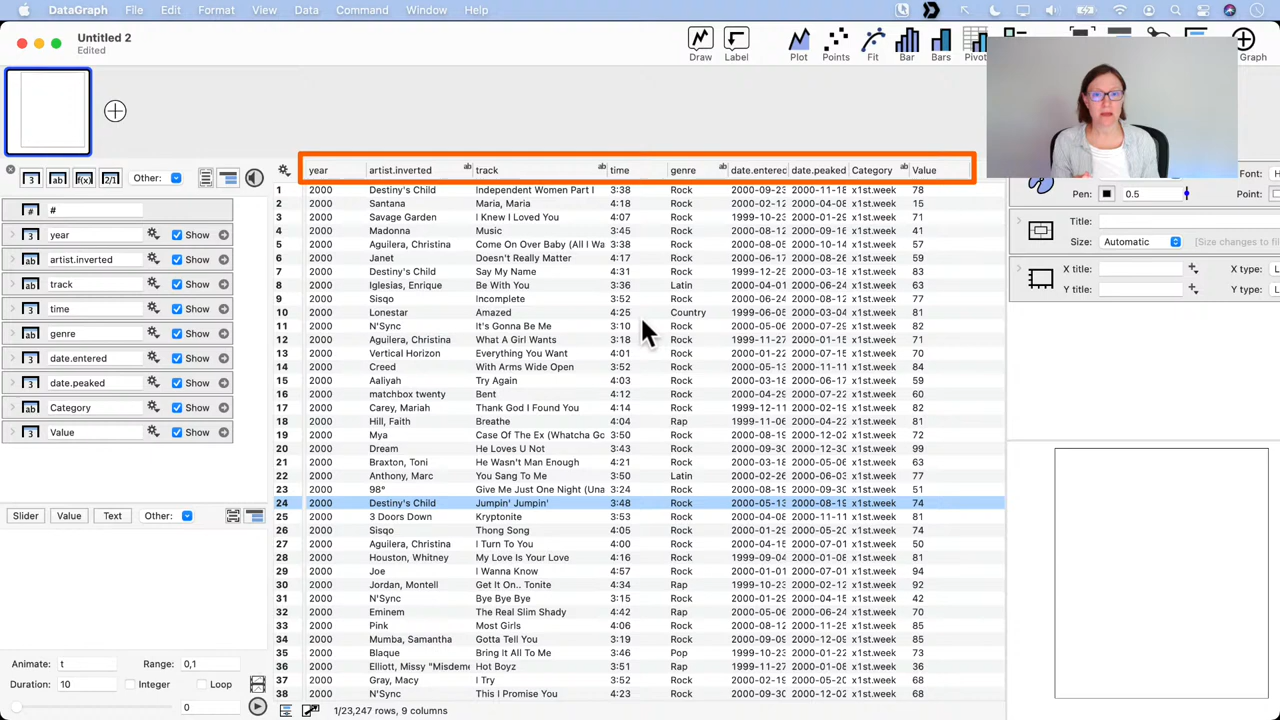 DataGraph File Edit Format View Data Command Window Help
Untitled 2
Edited
Draw Label Plot Points Fit Bar Bars Pivot Graph
3 ab f(x) 2/1 Other:
# #
3 year Show
ab artist.inverted Show
ab track Show
3 time Show
ab genre Show
3 date.entered Show
3 date.peaked Show
ab Category Show
3 Value Show
Slider Value Text Other:
Animate: t Range: 0,1
Duration: 10 Integer Loop
0
year artist.inverted ab track ab time genre ab date.entered date.peaked Category ab Value
1 2000 Destiny's Child Independent Women Part I 3:38 Rock 2000-09-23 2000-11-18 x1st.week 78
2 2000 Santana Maria, Maria 4:18 Rock 2000-02-12 2000-04-08 x1st.week 15
3 2000 Savage Garden I Knew I Loved You 4:07 Rock 1999-10-23 2000-01-29 x1st.week 41
4 2000 Madonna Music 3:45 Rock 2000-08-12 2000-09-16 x1st.week 41
5 2000 Aguilera, Christina Come On Over Baby (All I Wa 3:38 Rock 2000-08-05 2000-10-14 x1st.week 57
6 2000 Janet Doesn't Really Matter 4:17 Rock 2000-06-17 2000-08-26 x1st.week 59
7 2000 Destiny's Child Say My Name 4:31 Rock 1999-12-25 2000-03-18 x1st.week 83
8 2000 Iglesias, Enrique Be With You 3:36 Latin 2000-04-01 2000-06-24 x1st.week 63
9 2000 Sisqo Incomplete 3:52 Rock 2000-06-24 2000-08-12 x1st.week 77
10 2000 Lonestar Amazed 4:25 Country 1999-06-05 2000-03-04 x1st.week 81
11 2000 N'Sync It's Gonna Be Me 3:10 Rock 2000-05-06 2000-07-29 x1st.week 82
12 2000 Aguilera, Christina What A Girl Wants 3:18 Rock 1999-11-27 2000-01-15 x1st.week 71
13 2000 Vertical Horizon Everything You Want 4:01 Rock 2000-01-22 2000-07-15 x1st.week 70
14 2000 Creed With Arms Wide Open 3:52 Rock 2000-05-13 2000-11-11 x1st.week 84
15 2000 Aaliyah Try Again 4:03 Rock 2000-03-18 2000-06-17 x1st.week 59
16 2000 matchbox twenty Bent 4:12 Rock 2000-04-29 2000-07-22 x1st.week 60
17 2000 Carey, Mariah Thank God I Found You 4:14 Rock 1999-12-11 2000-02-19 x1st.week 82
18 2000 Hill, Faith Breathe 4:04 Rap 1999-11-06 2000-04-22 x1st.week 81
19 2000 Mya Case Of The Ex (Whatcha Gc 3:50 Rock 2000-08-19 2000-12-02 x1st.week 72
20 2000 Dream He Loves U Not 3:43 Rock 2000-09-30 2000-12-30 x1st.week 99
21 2000 Braxton, Toni He Wasn't Man Enough 4:21 Rock 2000-03-18 2000-05-06 x1st.week 63
22 2000 Anthony, Marc You Sang To Me 3:50 Latin 2000-02-26 2000-06-03 x1st.week 77
23 2000 98° Give Me Just One Night (Una 3:24 Rock 2000-08-19 2000-09-30 x1st.week 51
24 2000 Destiny's Child Jumpin' Jumpin' 3:48 Rock 2000-05-13 2000-08-19 x1st.week 74
25 2000 3 Doors Down Kryptonite 3:53 Rock 2000-04-08 2000-11-11 x1st.week 81
26 2000 Sisqo Thong Song 4:05 Rock 2000-01-29 2000-05-27 x1st.week 74
27 2000 Aguilera, Christina I Turn To You 4:00 Rock 2000-04-15 2000-07-01 x1st.week 50
28 2000 Houston, Whitney My Love Is Your Love 4:16 Rock 1999-09-04 2000-01-08 x1st.week 81
29 2000 Joe I Wanna Know 4:57 Rock 2000-01-01 2000-07-01 x1st.week 94
30 2000 Jordan, Montell Get It On.. Tonite 4:34 Rap 1999-10-23 2000-02-12 x1st.week 92
31 2000 N'Sync Bye Bye Bye 3:15 Rock 2000-01-29 2000-04-15 x1st.week 42
32 2000 Eminem The Real Slim Shady 4:42 Rap 2000-05-06 2000-06-24 x1st.week 70
33 2000 Pink Most Girls 4:06 Rock 2000-08-12 2000-11-25 x1st.week 85
34 2000 Mumba, Samantha Gotta Tell You 3:19 Rock 2000-09-09 2000-12-09 x1st.week 85
35 2000 Blaque Bring It All To Me 3:46 Pop 1999-10-23 2000-02-05 x1st.week 73
36 2000 Elliott, Missy "Misdeme Hot Boyz 3:51 Rap 1999-11-27 2000-01-08 x1st.week 36
37 2000 Gray, Macy I Try 3:52 Rock 2000-02-19 2000-05-13 x1st.week 68
38 2000 N'Sync This I Promise You 4:23 Rock 2000-09-30 2000-12-02 x1st.week 68
1/23,247 rows, 9 columns
Font: H
Pen: 0.5 Point:
Title:
Size: Automatic [Size changes to fil
X title: X type: L
Y title: Y type: L